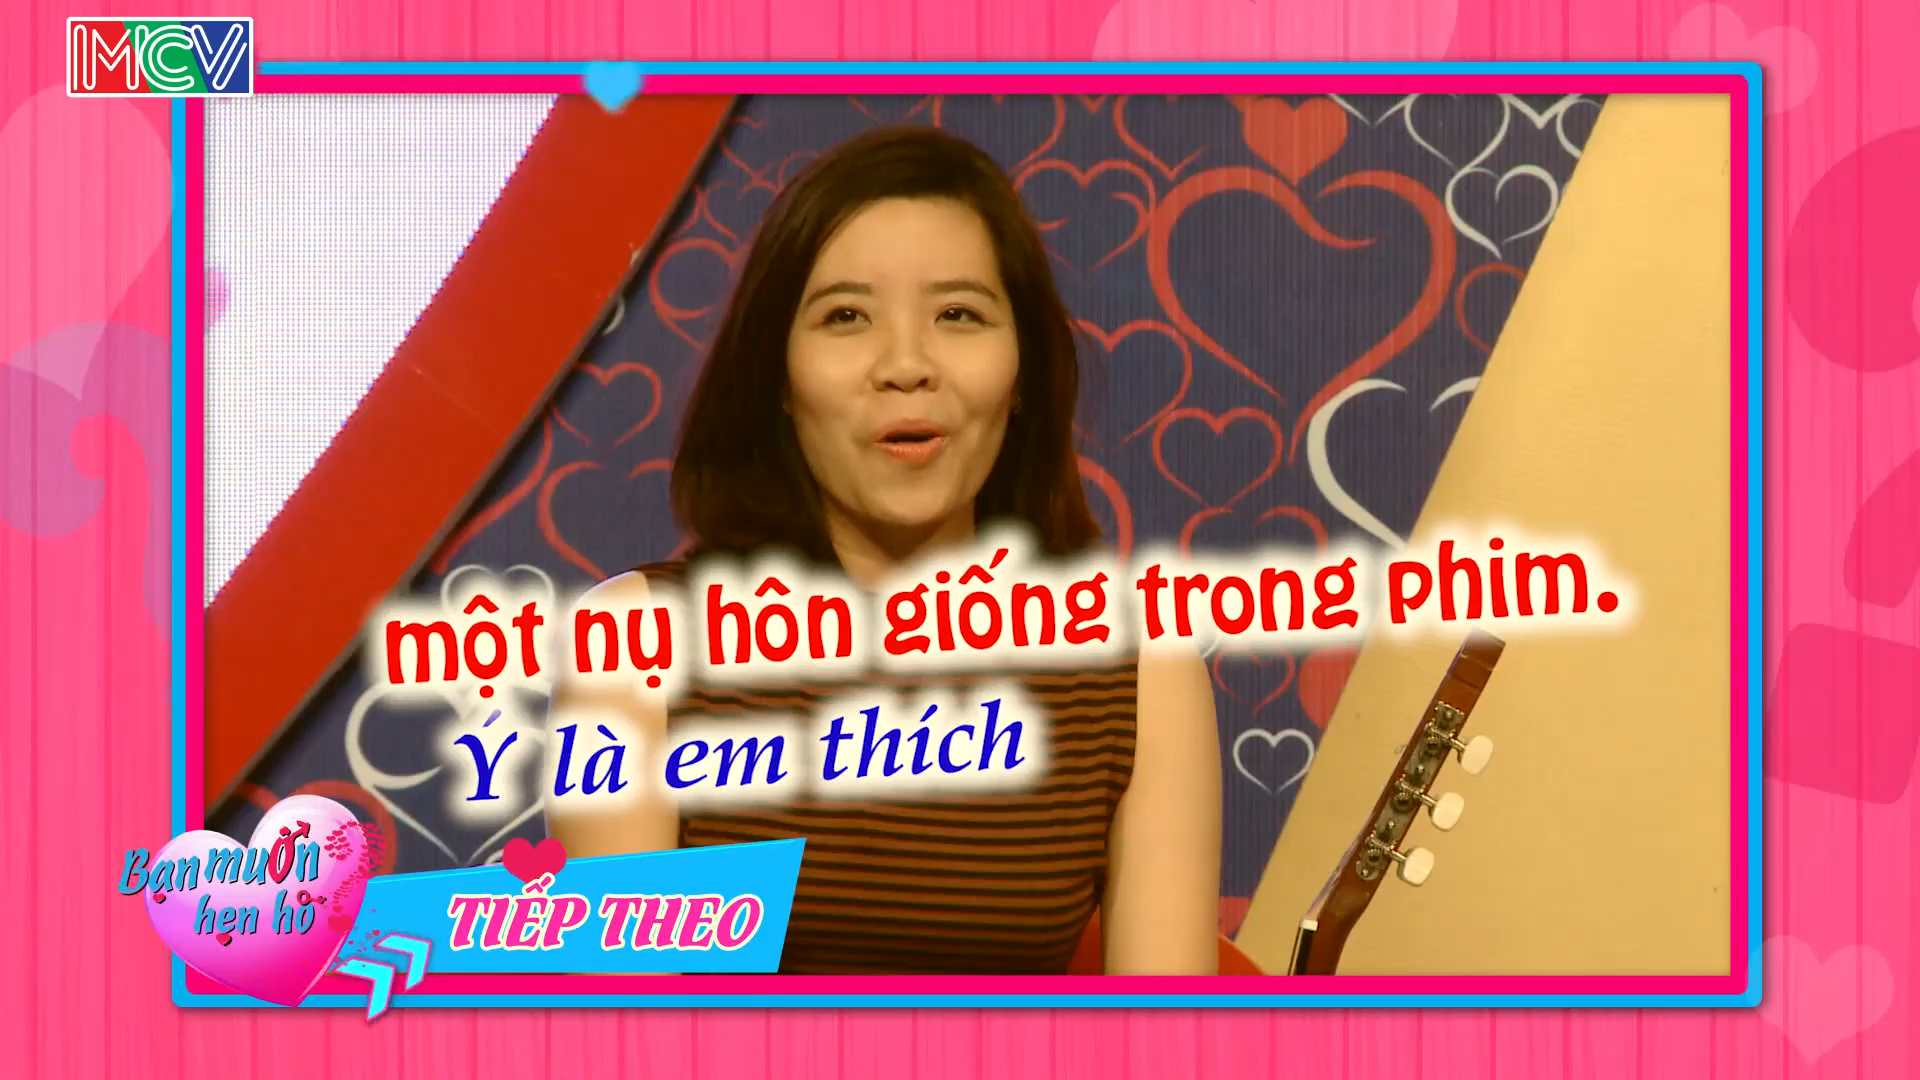 MCV
một nụ hôn giống trong phim.
Ý là em thích
Bạn muốn
hẹn hò
TIẾP THEO